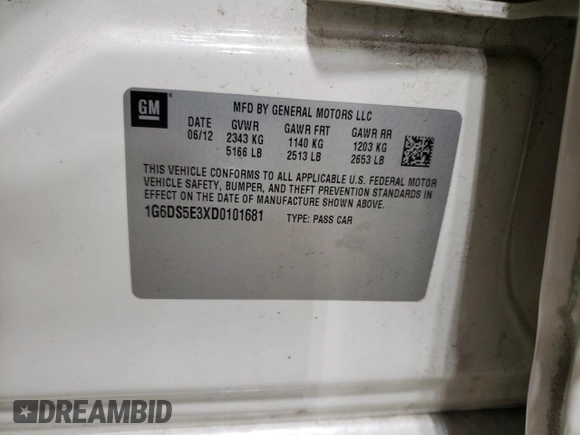 GM
MFD BY GENERAL MOTORS LLC
DATE GVWR GAWR FRT GAWR RR
06/12 2343 KG 1140 KG 1203 KG
5166 LB 2513 LB 2653 LB
THIS VEHICLE CONFORMS TO ALL APPLICABLE U.S. FEDERAL MOTOR
VEHICLE SAFETY, BUMPER, AND THEFT PREVENTION STANDARDS IN
EFFECT ON THE DATE OF MANUFACTURE SHOWN ABOVE.
1G6DS5E3XD0101681 TYPE: PASS CAR
DREAMBID